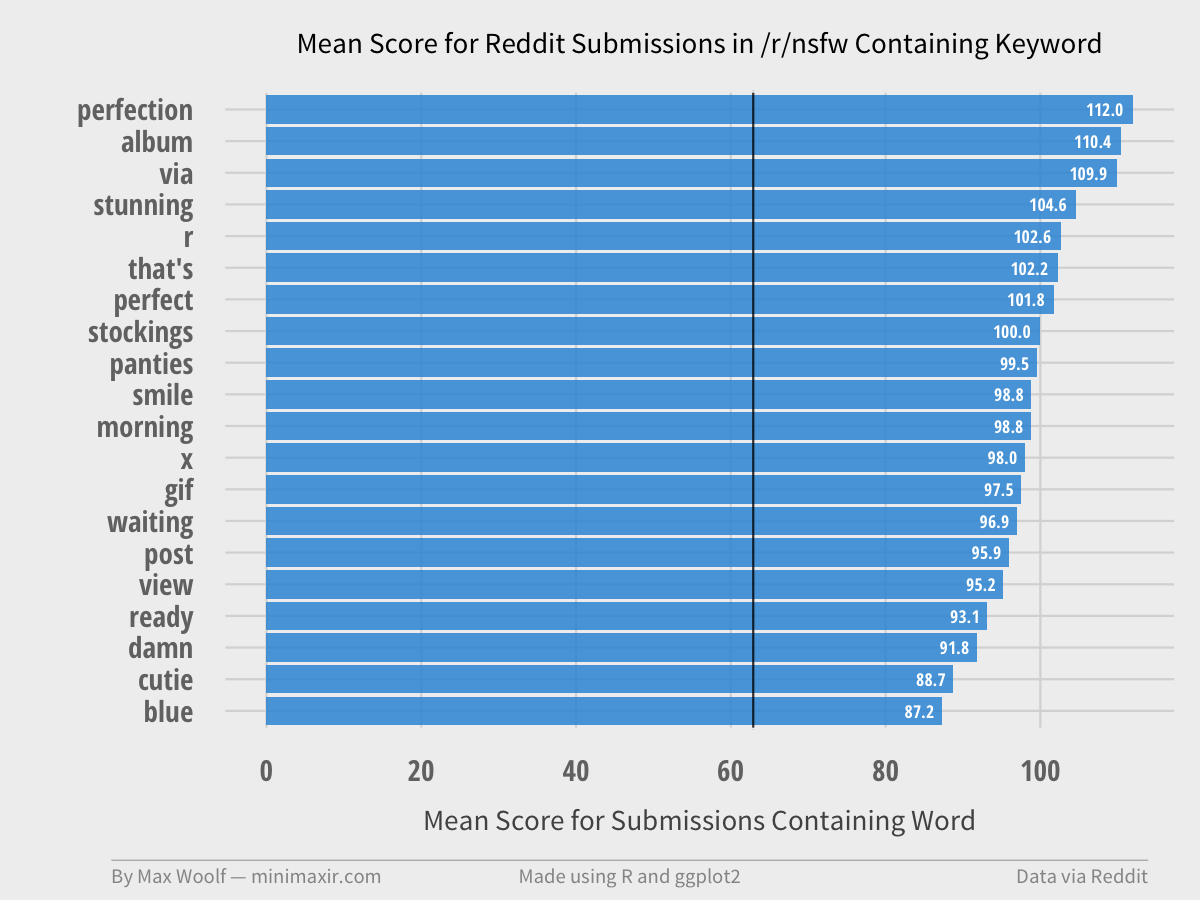 Mean Score for Reddit Submissions in /r/nsfw Containing Keyword
perfection 112.0
album 110.4
via 109.9
stunning 104.6
r 102.6
that's 102.2
perfect 101.8
stockings 100.0
panties 99.5
smile 98.8
morning 98.8
x 98.0
gif 97.5
waiting 96.9
post 95.9
view 95.2
ready 93.1
damn 91.8
cutie 88.7
blue 87.2
0 20 40 60 80 100
Mean Score for Submissions Containing Word
By Max Woolf — minimaxir.com Made using R and ggplot2 Data via Reddit